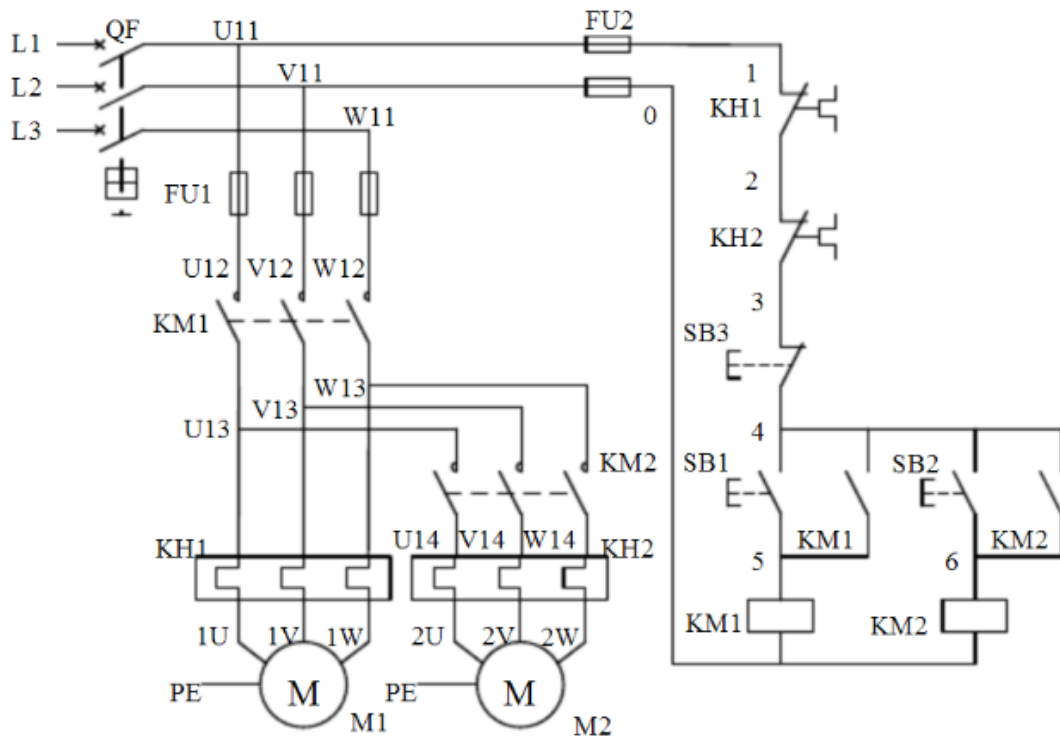 L1 QF U11 FU2
L2 V11 1
L3 W11 0 KH1
FU1 2
KH2
U12 V12 W12
3
KM1 SB3
W13
V13
U13 4
KM2 SB1 SB2
U14 V14 W14 KM1 KM2
KH1 KH2 5 6
KM1 KM2
1U 1V 1W 2U 2V 2W
PE M PE M
M1 M2